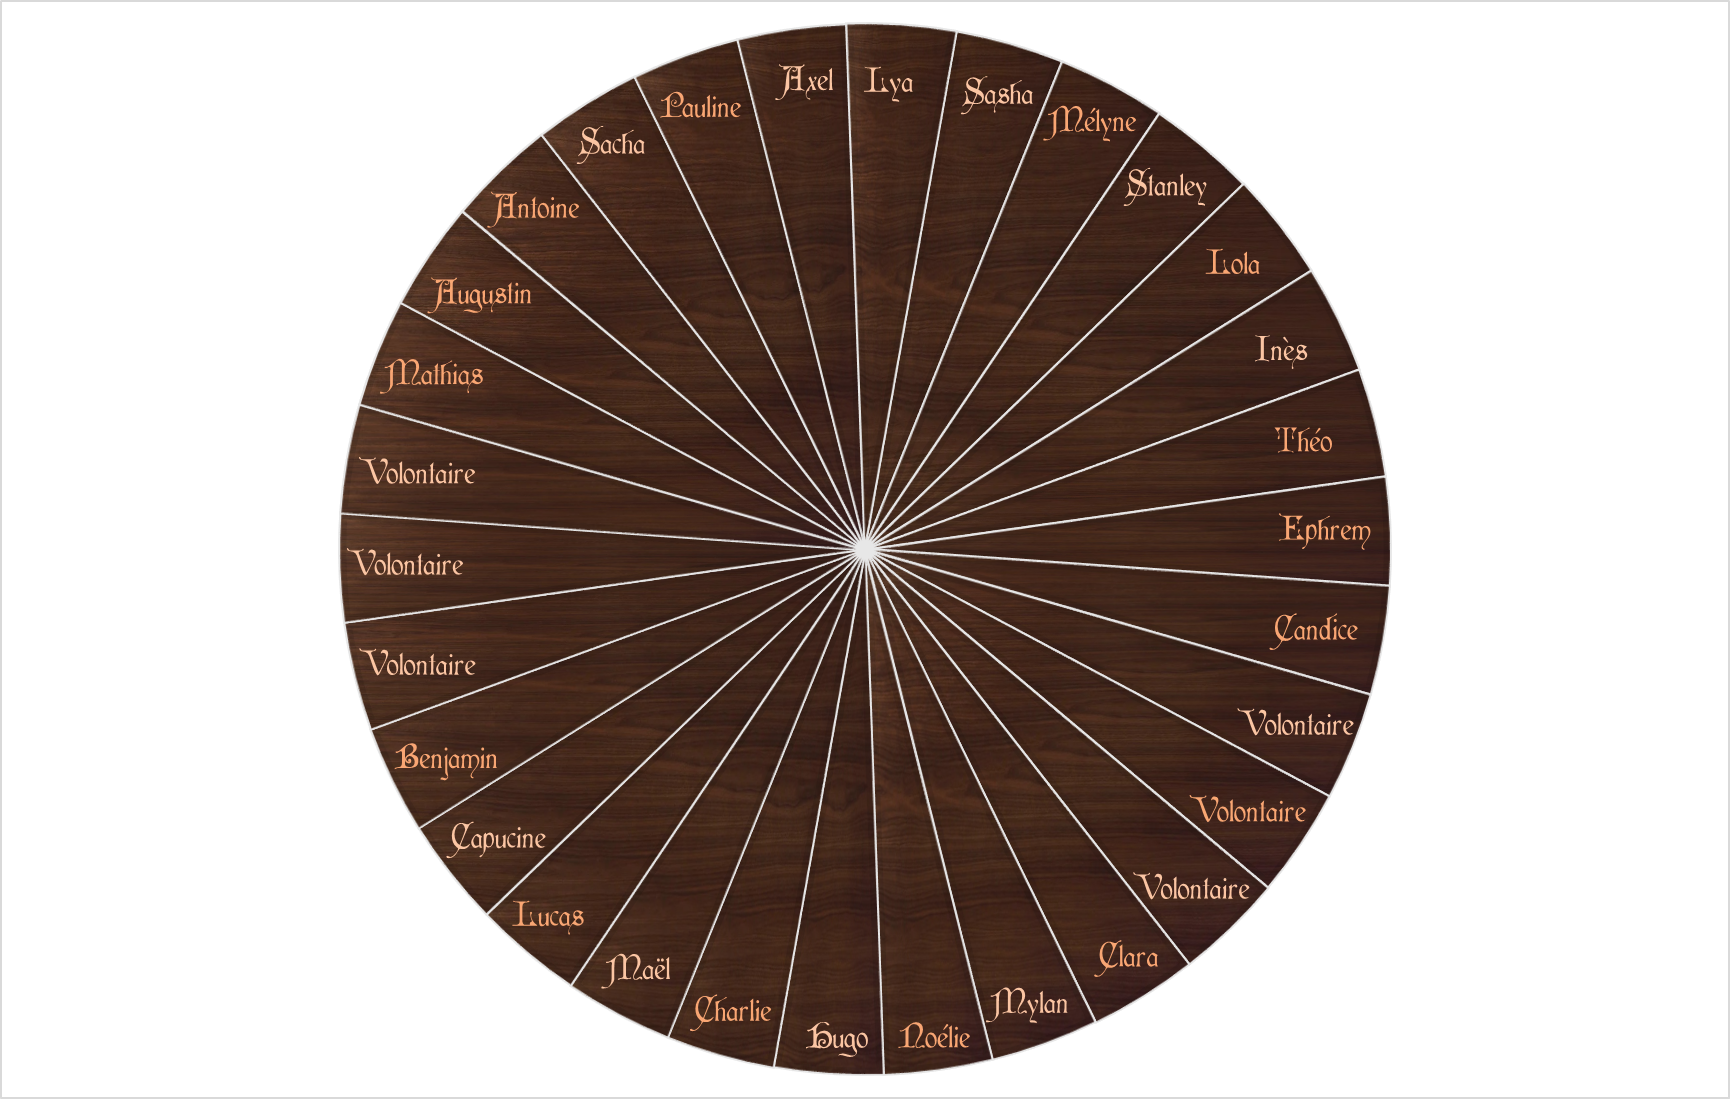 Lya
Sasha
Mélyne
Stanley
Lola
Inès
Théo
Ephrem
Candice
Volontaire
Volontaire
Volontaire
Clara
Mylan
Noélie
Hugo
Charlie
Maël
Lucas
Capucine
Benjamin
Volontaire
Volontaire
Volontaire
Mathias
Augustin
Antoine
Sacha
Pauline
Axel